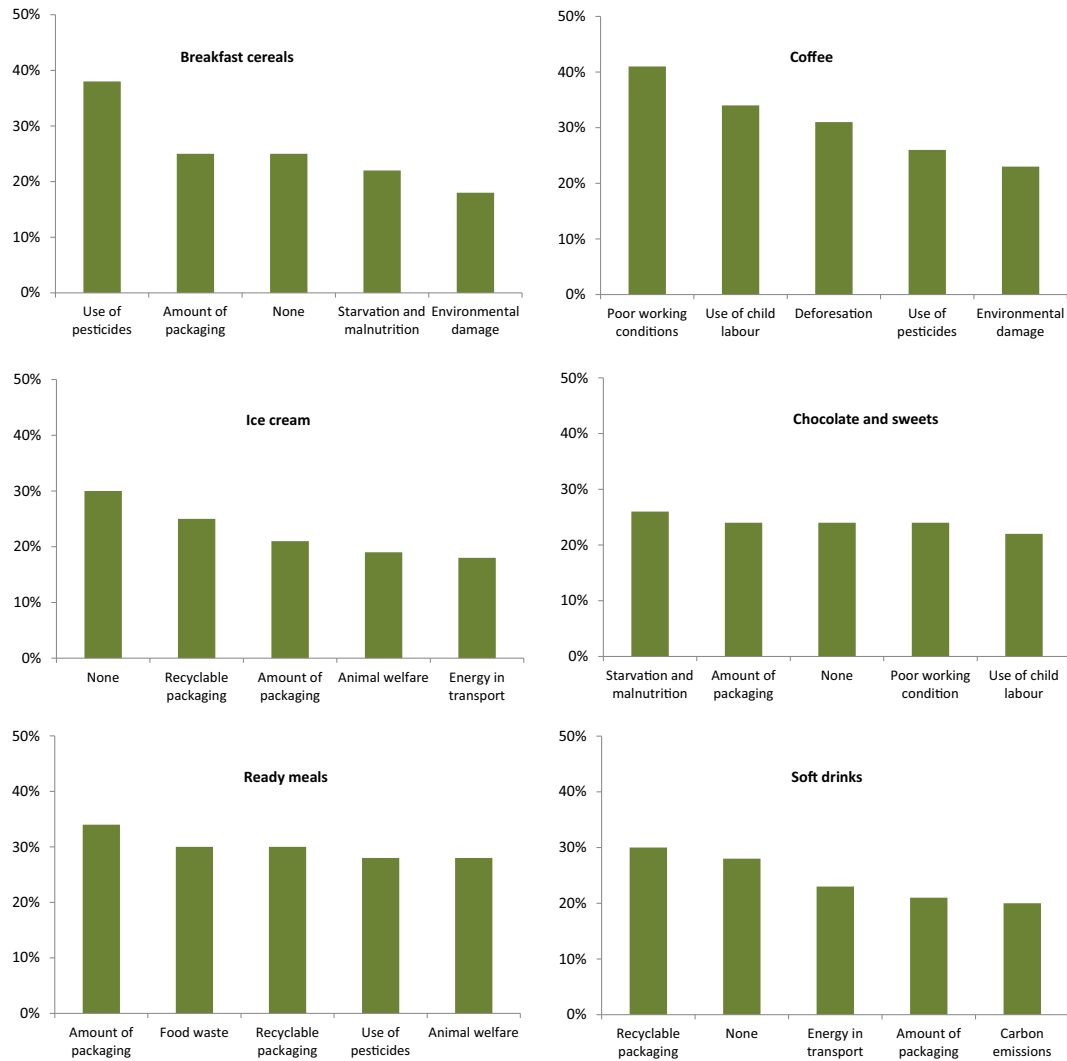 Breakfast cereals
50%
40%
30%
20%
10%
0%
Use of
pesticides
Amount of
packaging
None
Starvation and
malnutrition
Environmental
damage
Coffee
50%
40%
30%
20%
10%
0%
Poor working
conditions
Use of child
labour
Deforesation
Use of
pesticides
Environmental
damage
Ice cream
50%
40%
30%
20%
10%
0%
None
Recyclable
packaging
Amount of
packaging
Animal welfare
Energy in
transport
Chocolate and sweets
50%
40%
30%
20%
10%
0%
Starvation and
malnutrition
Amount of
packaging
None
Poor working
condition
Use of child
labour
Ready meals
50%
40%
30%
20%
10%
0%
Amount of
packaging
Food waste
Recyclable
packaging
Use of
pesticides
Animal welfare
Soft drinks
50%
40%
30%
20%
10%
0%
Recyclable
packaging
None
Energy in
transport
Amount of
packaging
Carbon
emissions